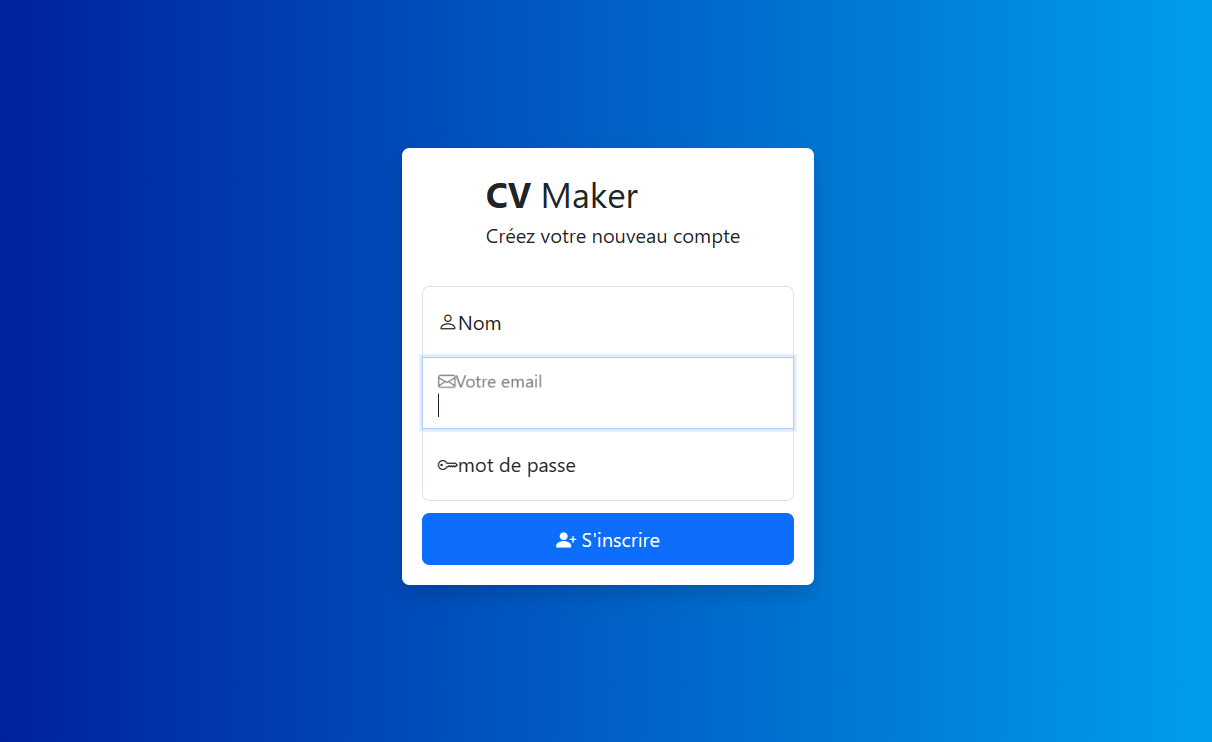 CV Maker
Créez votre nouveau compte
Nom
Votre email
mot de passe
S'inscrire